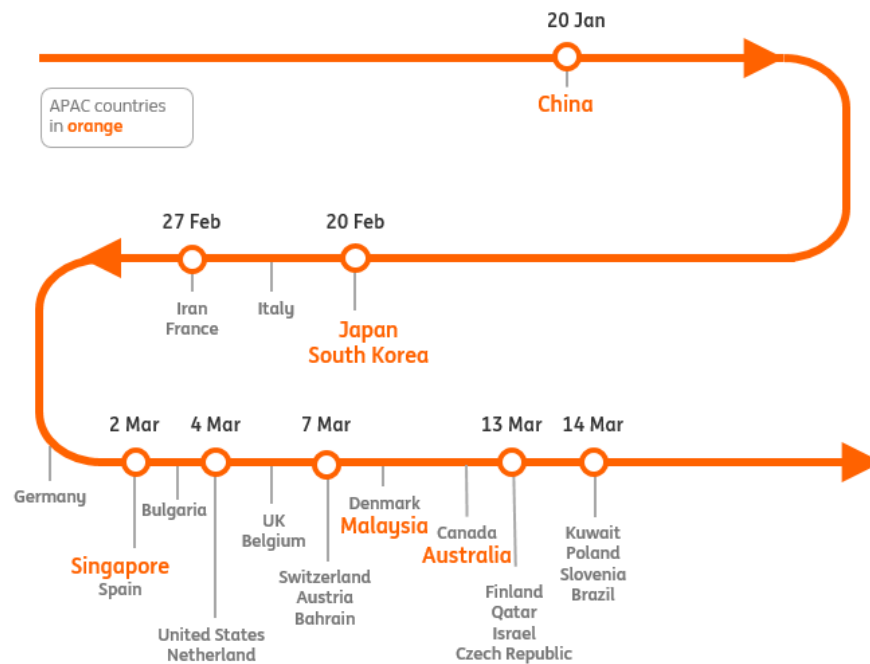 20 Jan
China
APAC countries
in orange
27 Feb
20 Feb
Iran
France
Italy
Japan
South Korea
2 Mar
4 Mar
7 Mar
13 Mar
14 Mar
Germany
Singapore
Spain
Bulgaria
United States
Netherland
UK
Belgium
Switzerland
Austria
Bahrain
Denmark
Malaysia
Canada
Australia
Finland
Qatar
Israel
Czech Republic
Kuwait
Poland
Slovenia
Brazil